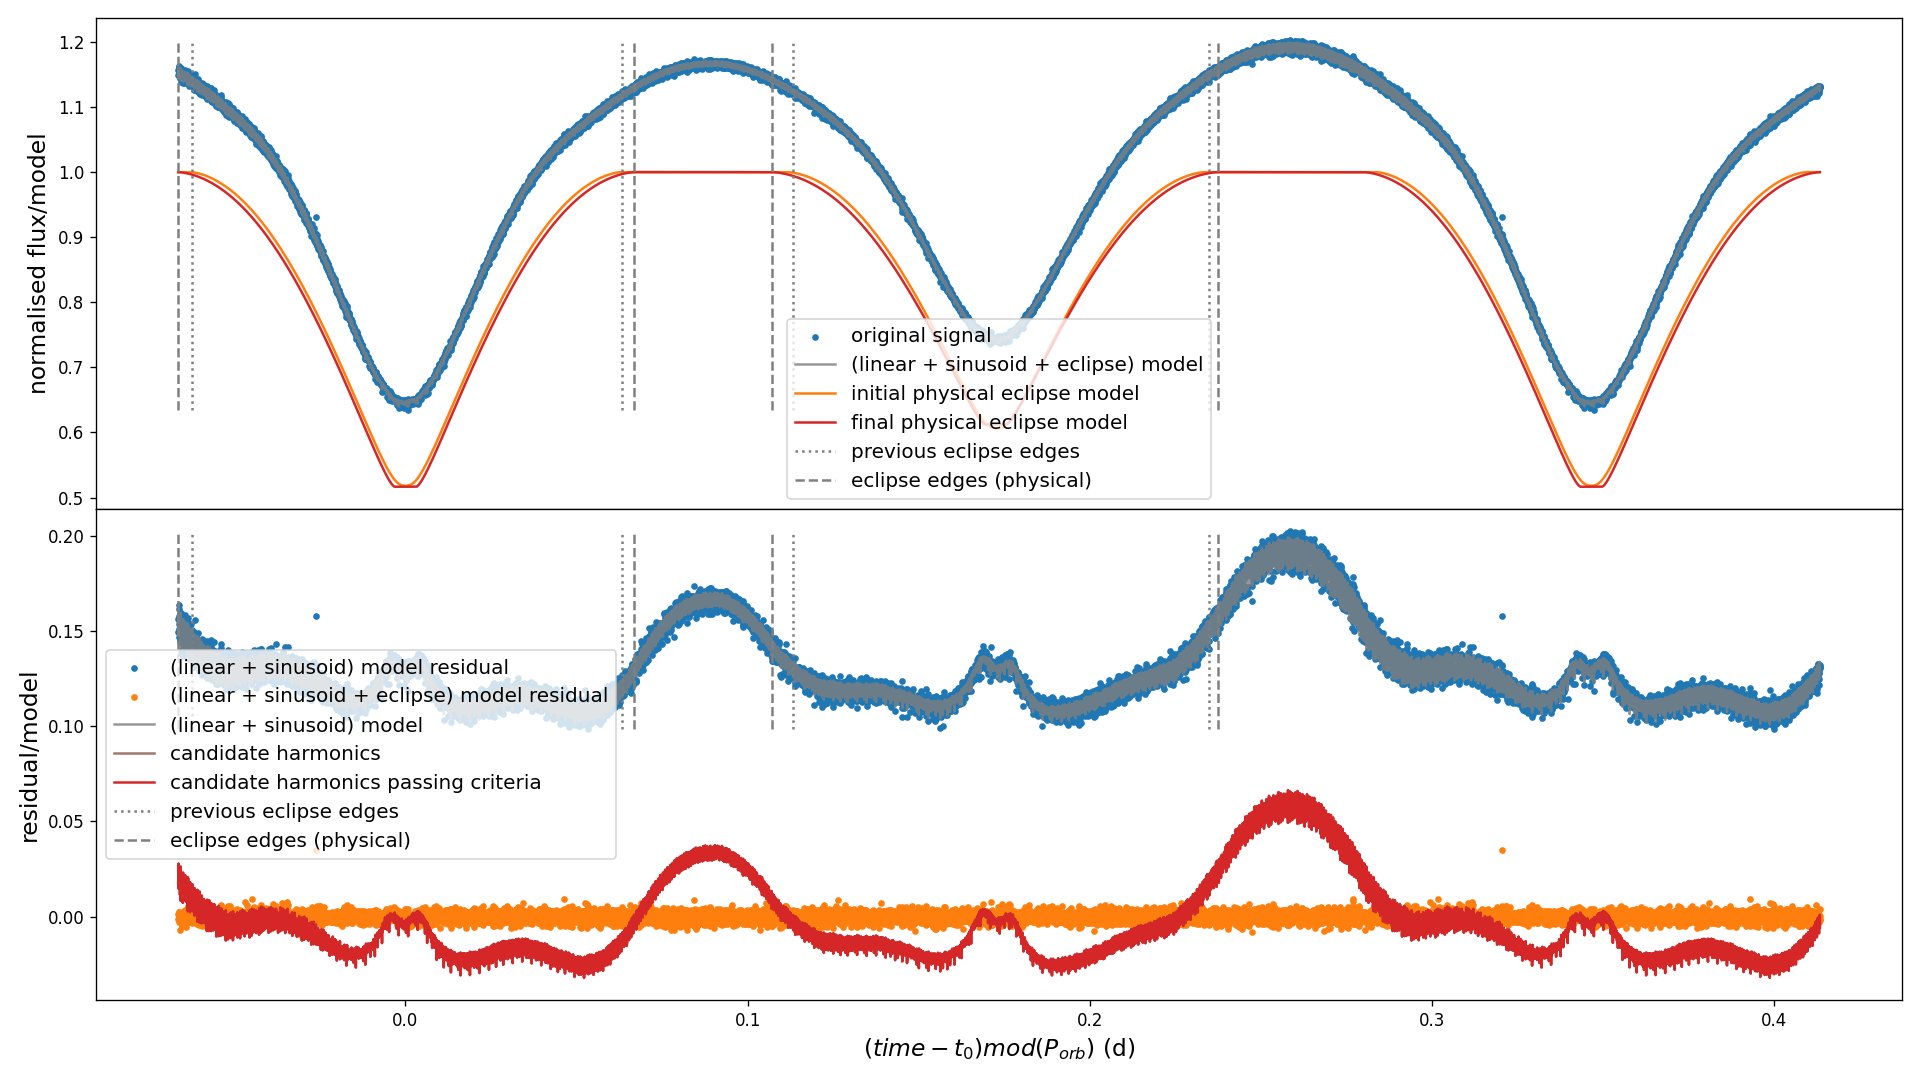 normalised flux/model
1.2
1.1
1.0
0.9
0.8
0.7
0.6
0.5
original signal
(linear + sinusoid + eclipse) model
initial physical eclipse model
final physical eclipse model
previous eclipse edges
eclipse edges (physical)
residual/model
0.20
0.15
0.10
0.05
0.00
(linear + sinusoid) model residual
(linear + sinusoid + eclipse) model residual
(linear + sinusoid) model
candidate harmonics
candidate harmonics passing criteria
previous eclipse edges
eclipse edges (physical)
0.0 0.1 0.2 0.3 0.4
(time − t₀)mod(Pₒᵣb) (d)